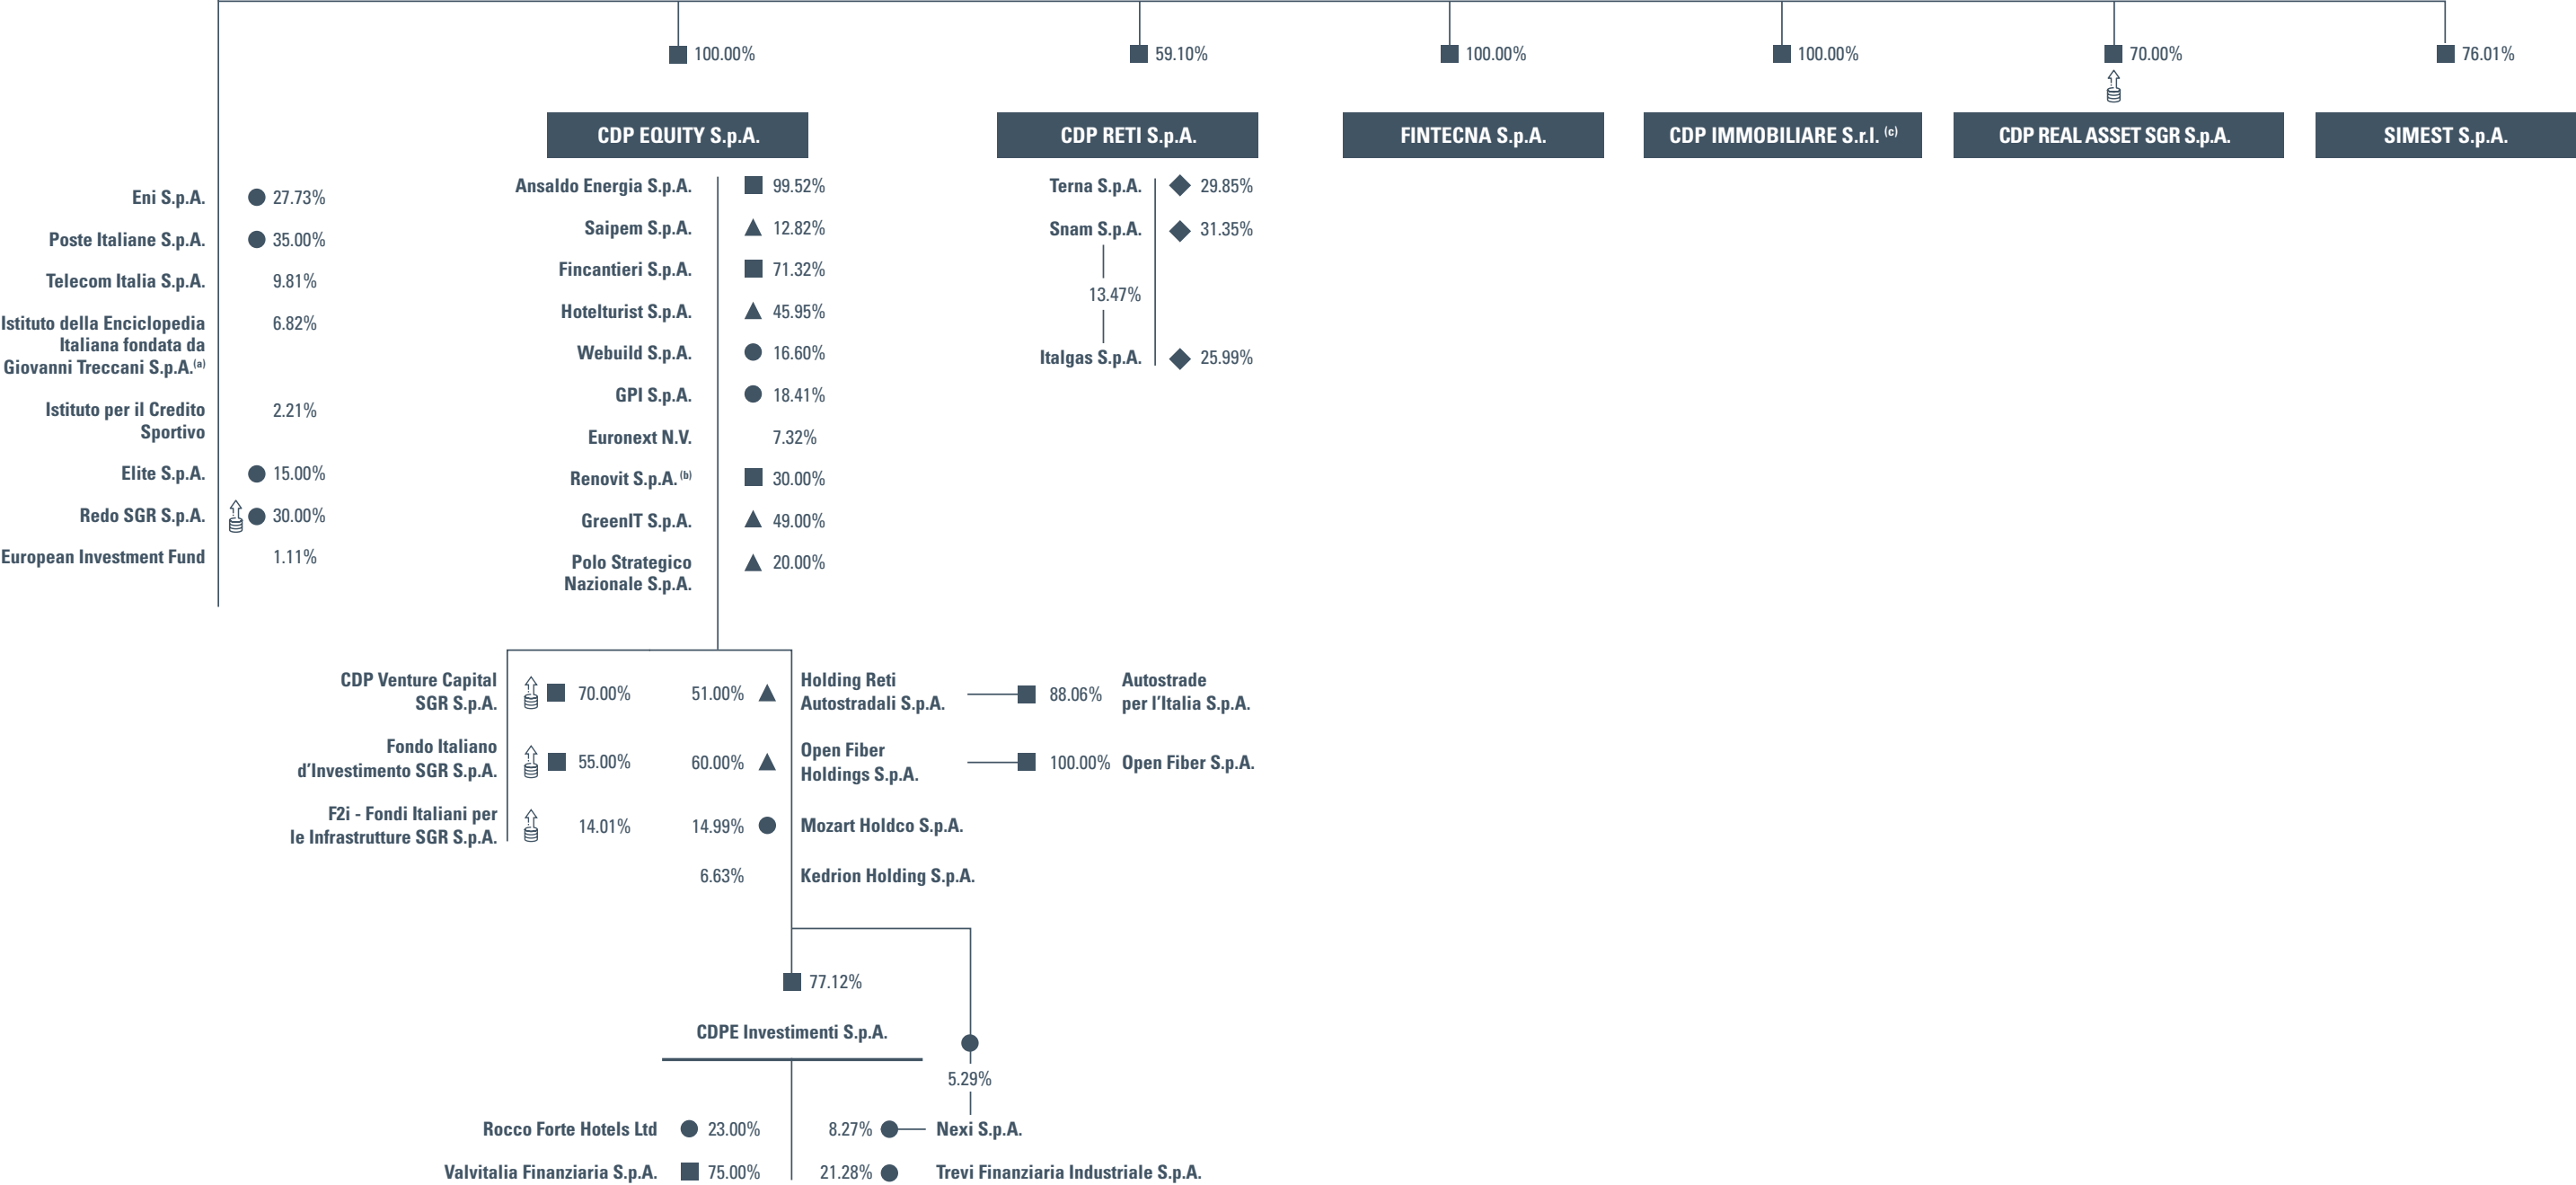 100.00%
59.10%
100.00%
100.00%
70.00%
76.01%
CDP EQUITY S.p.A.
CDP RETI S.p.A.
FINTECNA S.p.A.
CDP IMMOBILIARE S.r.l. (c)
CDP REAL ASSET SGR S.p.A.
SIMEST S.p.A.
Eni S.p.A. 27.73%
Poste Italiane S.p.A. 35.00%
Telecom Italia S.p.A. 9.81%
Istituto della Enciclopedia 6.82%
Italiana fondata da
Giovanni Treccani S.p.A.(a)
Istituto per il Credito 2.21%
Sportivo
Elite S.p.A. 15.00%
Redo SGR S.p.A. 30.00%
European Investment Fund 1.11%
Ansaldo Energia S.p.A. 99.52%
Saipem S.p.A. 12.82%
Fincantieri S.p.A. 71.32%
Hotelturist S.p.A. 45.95%
Webuild S.p.A. 16.60%
GPI S.p.A. 18.41%
Euronext N.V. 7.32%
Renovit S.p.A. (b) 30.00%
GreenIT S.p.A. 49.00%
Polo Strategico 20.00%
Nazionale S.p.A.
Terna S.p.A. 29.85%
Snam S.p.A. 31.35%
13.47%
Italgas S.p.A. 25.99%
CDP Venture Capital
SGR S.p.A.
70.00%
Fondo Italiano
d'Investimento SGR S.p.A.
55.00%
F2i - Fondi Italiani per
le Infrastrutture SGR S.p.A.
14.01%
51.00%
Holding Reti
Autostradali S.p.A.
88.06%
Autostrade
per l'Italia S.p.A.
60.00%
Open Fiber
Holdings S.p.A.
100.00% Open Fiber S.p.A.
14.99% Mozart Holdco S.p.A.
6.63% Kedrion Holding S.p.A.
77.12%
CDPE Investimenti S.p.A.
5.29%
Rocco Forte Hotels Ltd 23.00%
8.27% Nexi S.p.A.
Valvitalia Finanziaria S.p.A. 75.00%
21.28% Trevi Finanziaria Industriale S.p.A.